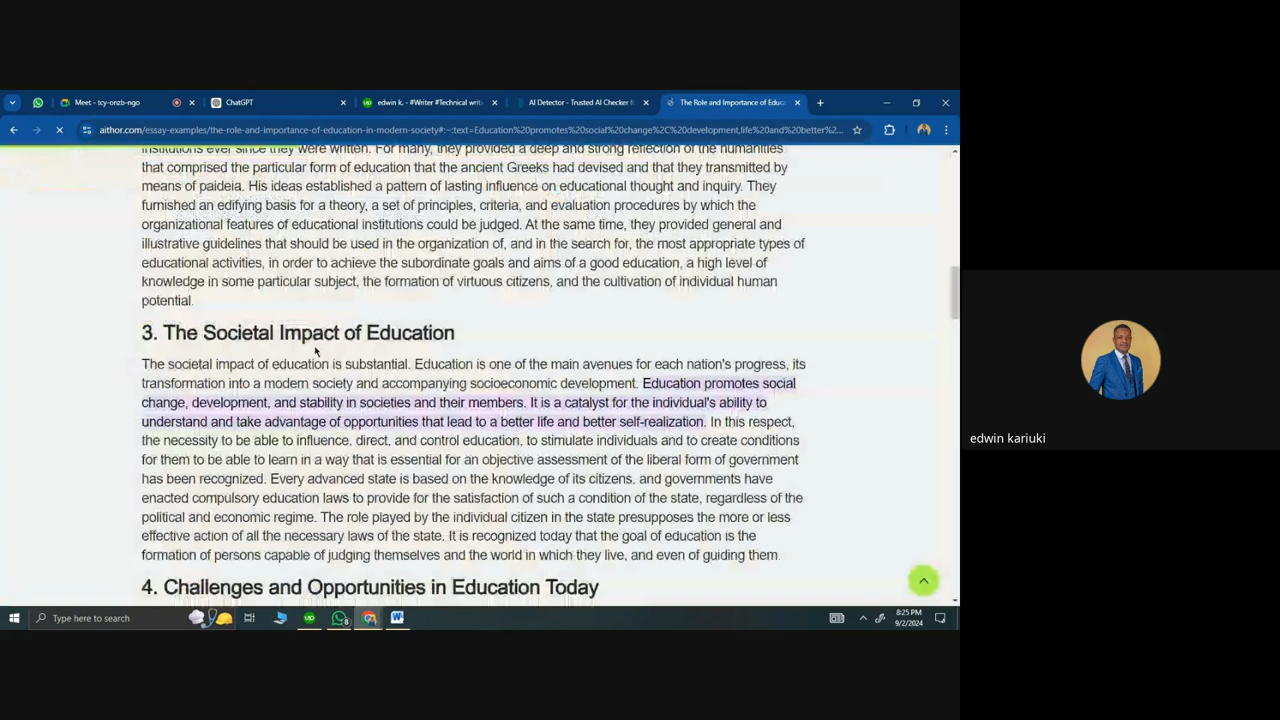 Meet - tcy-onzb-ngo
ChatGPT
edwin k. - #Writer #Technical writ
AI Detector - Trusted AI Checker f
The Role and Importance of Educ
aithor.com/essay-examples/the-role-and-importance-of-education-in-modern-society#:~:text=Education%20promotes%20social%20change%2C%20development,life%20and%20better%2...
institutions ever since they were written. For many, they provided a deep and strong reflection of the humanities
that comprised the particular form of education that the ancient Greeks had devised and that they transmitted by
means of paideia. His ideas established a pattern of lasting influence on educational thought and inquiry. They
furnished an edifying basis for a theory, a set of principles, criteria, and evaluation procedures by which the
organizational features of educational institutions could be judged. At the same time, they provided general and
illustrative guidelines that should be used in the organization of, and in the search for, the most appropriate types of
educational activities, in order to achieve the subordinate goals and aims of a good education, a high level of
knowledge in some particular subject, the formation of virtuous citizens, and the cultivation of individual human
potential.
3. The Societal Impact of Education
The societal impact of education is substantial. Education is one of the main avenues for each nation's progress, its
transformation into a modern society and accompanying socioeconomic development. Education promotes social
change, development, and stability in societies and their members. It is a catalyst for the individual's ability to
understand and take advantage of opportunities that lead to a better life and better self-realization. In this respect,
the necessity to be able to influence, direct, and control education, to stimulate individuals and to create conditions
for them to be able to learn in a way that is essential for an objective assessment of the liberal form of government
has been recognized. Every advanced state is based on the knowledge of its citizens, and governments have
enacted compulsory education laws to provide for the satisfaction of such a condition of the state, regardless of the
political and economic regime. The role played by the individual citizen in the state presupposes the more or less
effective action of all the necessary laws of the state. It is recognized today that the goal of education is the
formation of persons capable of judging themselves and the world in which they live, and even of guiding them.
4. Challenges and Opportunities in Education Today
edwin kariuki
Type here to search
up
8
8:25 PM
9/2/2024